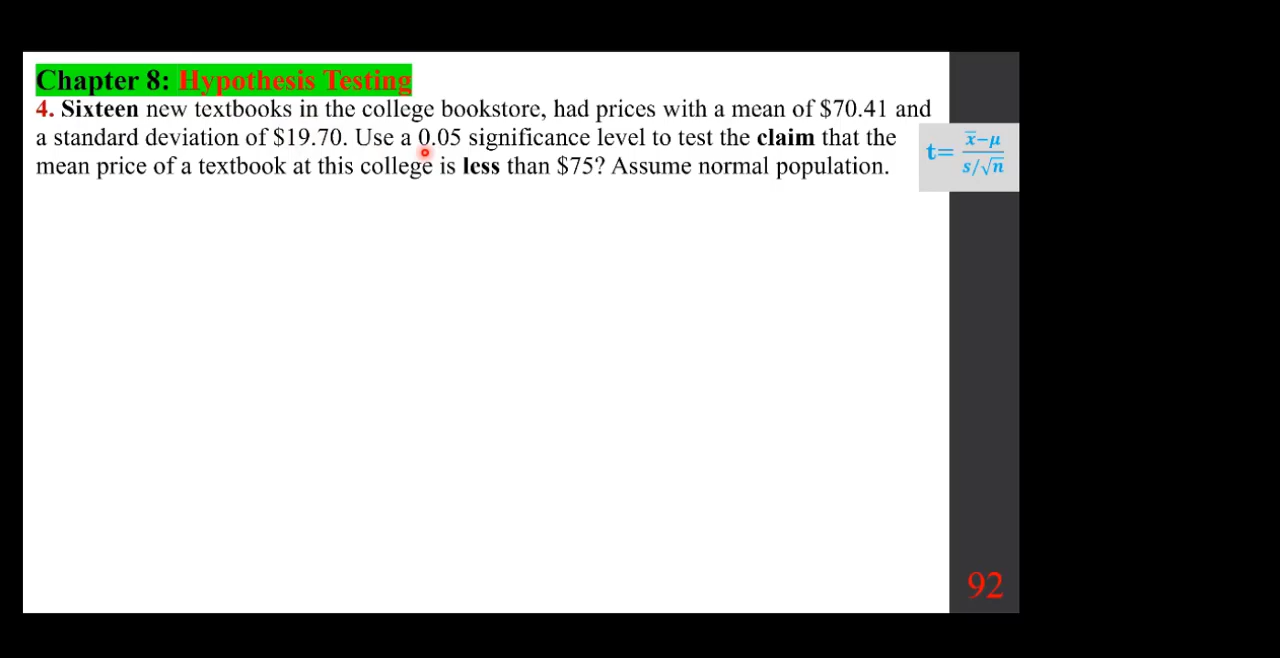 Chapter 8: Hypothesis Testing
4. Sixteen new textbooks in the college bookstore, had prices with a mean of $70.41 and
a standard deviation of $19.70. Use a 0.05 significance level to test the claim that the
mean price of a textbook at this college is less than $75? Assume normal population.
t= x̄−μ
s/√n
92